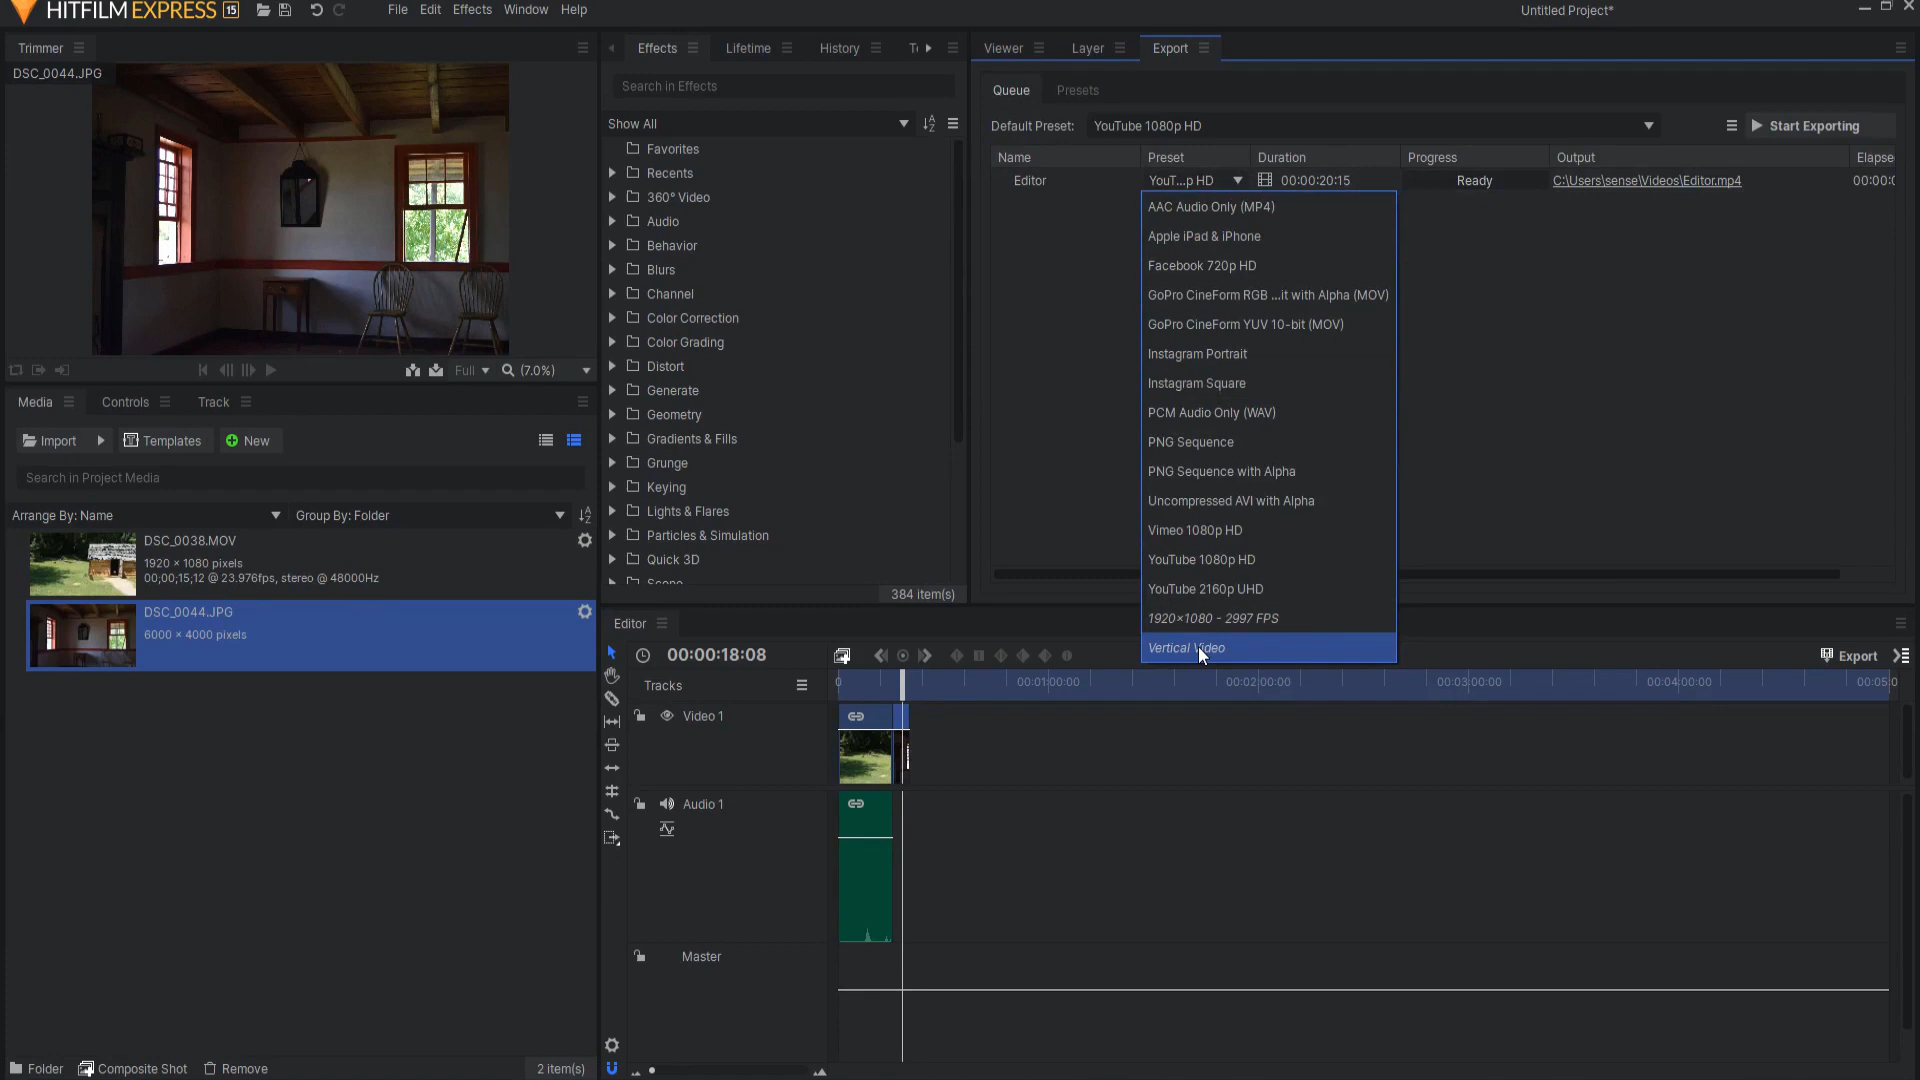 HITFILM EXPRESS 15
File Edit Effects Window Help
Untitled Project*
Trimmer
DSC_0044.JPG
Full
(7.0%)
Media Controls Track
Import Templates New
Search in Project Media
Arrange By: Name Group By: Folder
DSC_0038.MOV
1920 × 1080 pixels
00;00;15;12 @ 23.976fps, stereo @ 48000Hz
DSC_0044.JPG
6000 × 4000 pixels
Folder Composite Shot Remove 2 item(s)
Effects Lifetime History
Search in Effects
Show All
Favorites
Recents
360° Video
Audio
Behavior
Blurs
Channel
Color Correction
Color Grading
Distort
Generate
Geometry
Gradients & Fills
Grunge
Keying
Lights & Flares
Particles & Simulation
Quick 3D
384 item(s)
Viewer Layer Export
Queue Presets
Default Preset: YouTube 1080p HD Start Exporting
Name Preset Duration Progress Output Elapse
Editor YouT...p HD 00:00:20:15 Ready C:\Users\sense\Videos\Editor.mp4 00:00:0
AAC Audio Only (MP4)
Apple iPad & iPhone
Facebook 720p HD
GoPro CineForm RGB ...it with Alpha (MOV)
GoPro CineForm YUV 10-bit (MOV)
Instagram Portrait
Instagram Square
PCM Audio Only (WAV)
PNG Sequence
PNG Sequence with Alpha
Uncompressed AVI with Alpha
Vimeo 1080p HD
YouTube 1080p HD
YouTube 2160p UHD
1920×1080 - 2997 FPS
Vertical Video
Editor
00:00:18:08
Export
Tracks
0 00:01:00:00 00:02:00:00 00:03:00:00 00:04:00:00 00:05:0
Video 1
Audio 1
Master